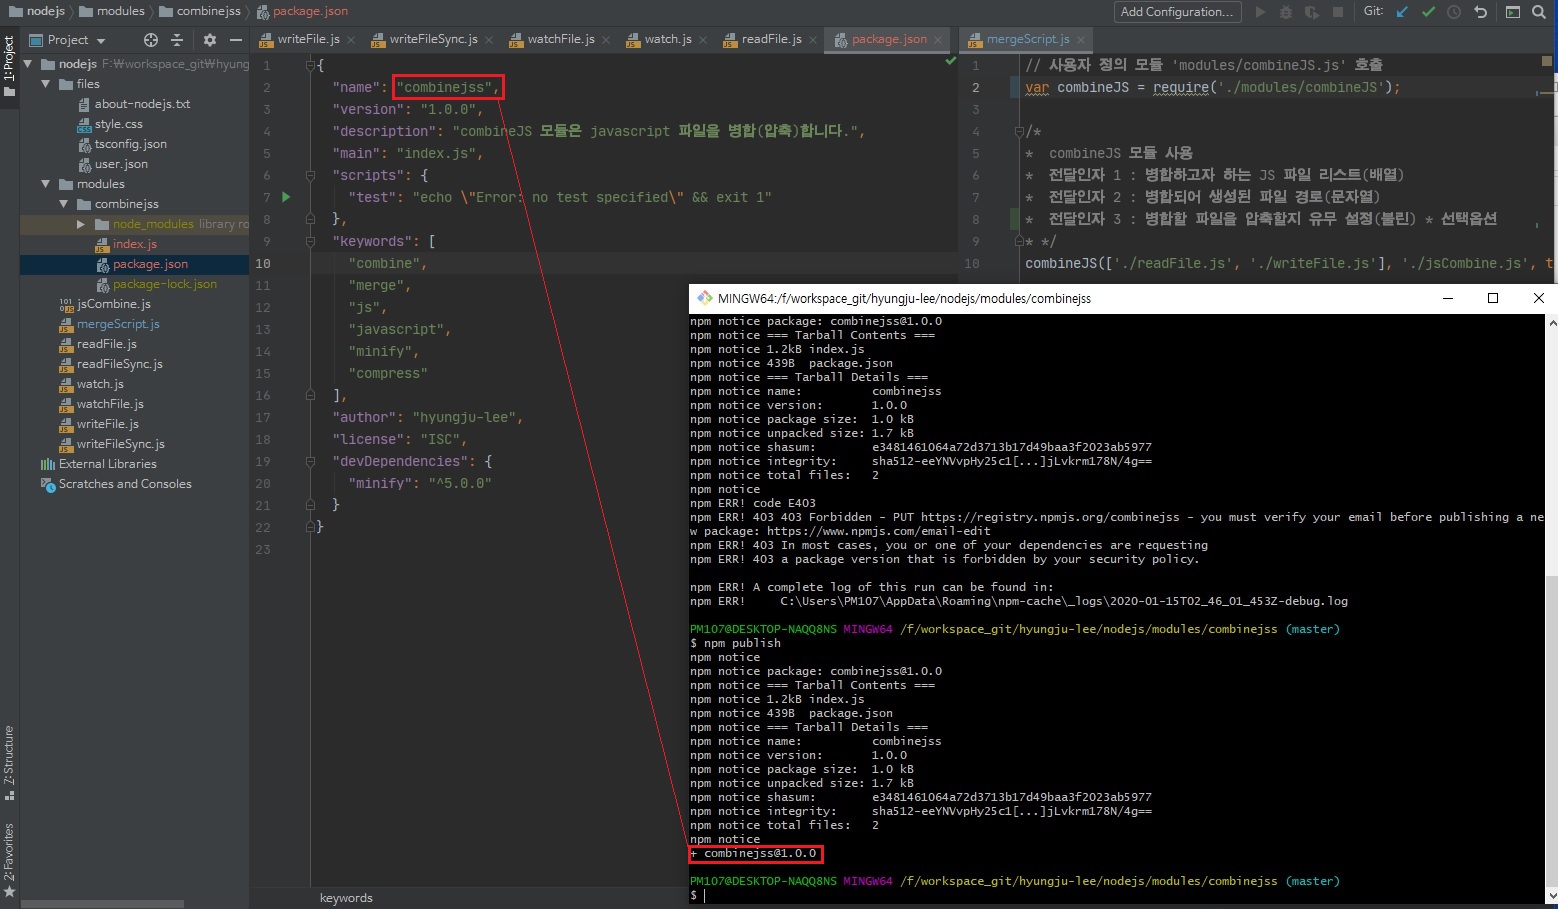 nodejs modules combinejss package.json
Add Configuration... Git:
1: Project
Project
nodejs F:₩workspace_git₩hyung
files
about-nodejs.txt
style.css
tsconfig.json
user.json
modules
combinejss
node_modules library ro
index.js
package.json
package-lock.json
jsCombine.js
mergeScript.js
readFile.js
readFileSync.js
watch.js
watchFile.js
writeFile.js
writeFileSync.js
External Libraries
Scratches and Consoles
7: Structure
2: Favorites
writeFile.js writeFileSync.js watchFile.js watch.js readFile.js package.json
1 {
2 "name": "combinejss",
3 "version": "1.0.0",
4 "description": "combineJS 모듈은 javascript 파일을 병합(압축)합니다.",
5 "main": "index.js",
6 "scripts": {
7 "test": "echo \"Error: no test specified\" && exit 1"
8 },
9 "keywords": [
10 "combine",
11 "merge",
12 "js",
13 "javascript",
14 "minify",
15 "compress"
16 ],
17 "author": "hyungju-lee",
18 "license": "ISC",
19 "devDependencies": {
20 "minify": "^5.0.0"
21 }
22 }
23
keywords
mergeScript.js
1 // 사용자 정의 모듈 'modules/combineJS.js' 호출
2 var combineJS = require('./modules/combineJS');
3
4 /*
5 * combineJS 모듈 사용
6 * 전달인자 1 : 병합하고자 하는 JS 파일 리스트(배열)
7 * 전달인자 2 : 병합되어 생성된 파일 경로(문자열)
8 * 전달인자 3 : 병합할 파일을 압축할지 유무 설정(불린) * 선택옵션
9 * */
10 combineJS(['./readFile.js', './writeFile.js'], './jsCombine.js', t
MINGW64:/f/workspace_git/hyungju-lee/nodejs/modules/combinejss
npm notice package: combinejss@1.0.0
npm notice === Tarball Contents ===
npm notice 1.2kB index.js
npm notice 439B package.json
npm notice === Tarball Details ===
npm notice name: combinejss
npm notice version: 1.0.0
npm notice package size: 1.0 kB
npm notice unpacked size: 1.7 kB
npm notice shasum: e3481461064a72d3713b17d49baa3f2023ab5977
npm notice integrity: sha512-eeYNVvpHy25c1[...]jLvkrm178N/4g==
npm notice total files: 2
npm notice
npm ERR! code E403
npm ERR! 403 403 Forbidden - PUT https://registry.npmjs.org/combinejss - you must verify your email before publishing a ne
w package: https://www.npmjs.com/email-edit
npm ERR! 403 In most cases, you or one of your dependencies are requesting
npm ERR! 403 a package version that is forbidden by your security policy.
npm ERR! A complete log of this run can be found in:
npm ERR! C:\Users\PM107\AppData\Roaming\npm-cache\_logs\2020-01-15T02_46_01_453Z-debug.log
PM107@DESKTOP-NAQQ8NS MINGW64 /f/workspace_git/hyungju-lee/nodejs/modules/combinejss (master)
$ npm publish
npm notice
npm notice package: combinejss@1.0.0
npm notice === Tarball Contents ===
npm notice 1.2kB index.js
npm notice 439B package.json
npm notice === Tarball Details ===
npm notice name: combinejss
npm notice version: 1.0.0
npm notice package size: 1.0 kB
npm notice unpacked size: 1.7 kB
npm notice shasum: e3481461064a72d3713b17d49baa3f2023ab5977
npm notice integrity: sha512-eeYNVvpHy25c1[...]jLvkrm178N/4g==
npm notice total files: 2
npm notice
+ combinejss@1.0.0
PM107@DESKTOP-NAQQ8NS MINGW64 /f/workspace_git/hyungju-lee/nodejs/modules/combinejss (master)
$